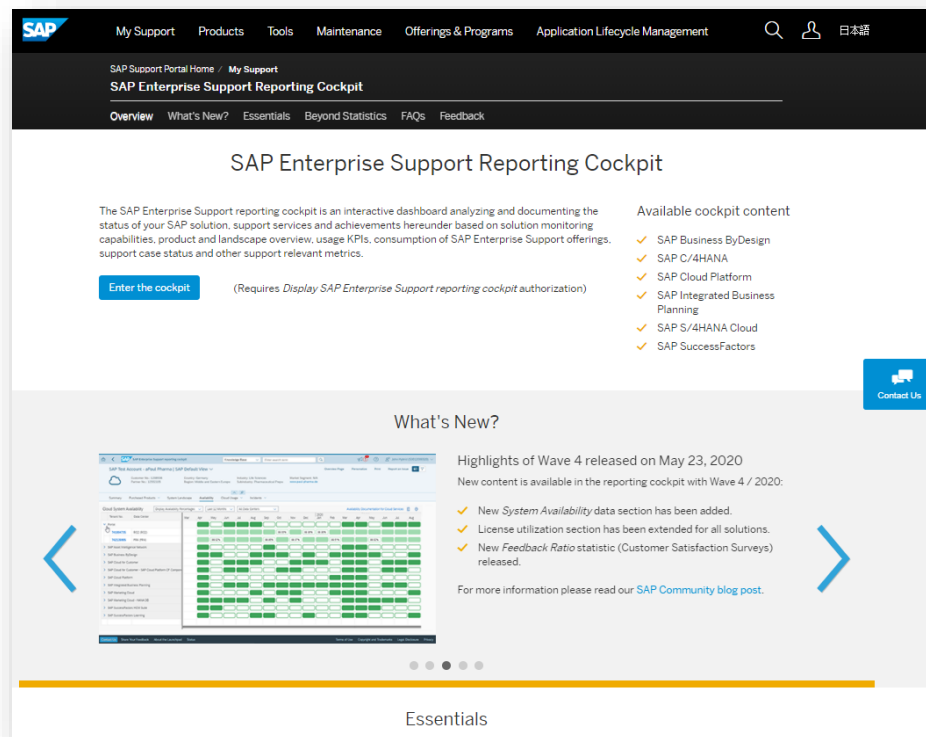 SAP
My Support Products Tools Maintenance Offerings & Programs Application Lifecycle Management 日本語
SAP Support Portal Home / My Support
SAP Enterprise Support Reporting Cockpit
Overview What's New? Essentials Beyond Statistics FAQs Feedback
SAP Enterprise Support Reporting Cockpit
The SAP Enterprise Support reporting cockpit is an interactive dashboard analyzing and documenting the
status of your SAP solution, support services and achievements hereunder based on solution monitoring
capabilities, product and landscape overview, usage KPIs, consumption of SAP Enterprise Support offerings,
support case status and other support relevant metrics.
Enter the cockpit (Requires Display SAP Enterprise Support reporting cockpit authorization)
Available cockpit content
SAP Business ByDesign
SAP C/4HANA
SAP Cloud Platform
SAP Integrated Business
Planning
SAP S/4HANA Cloud
SAP SuccessFactors
Contact Us
What's New?
Highlights of Wave 4 released on May 23, 2020
New content is available in the reporting cockpit with Wave 4 / 2020:
New System Availability data section has been added.
License utilization section has been extended for all solutions.
New Feedback Ratio statistic (Customer Satisfaction Surveys)
released.
For more information please read our SAP Community blog post.
Essentials